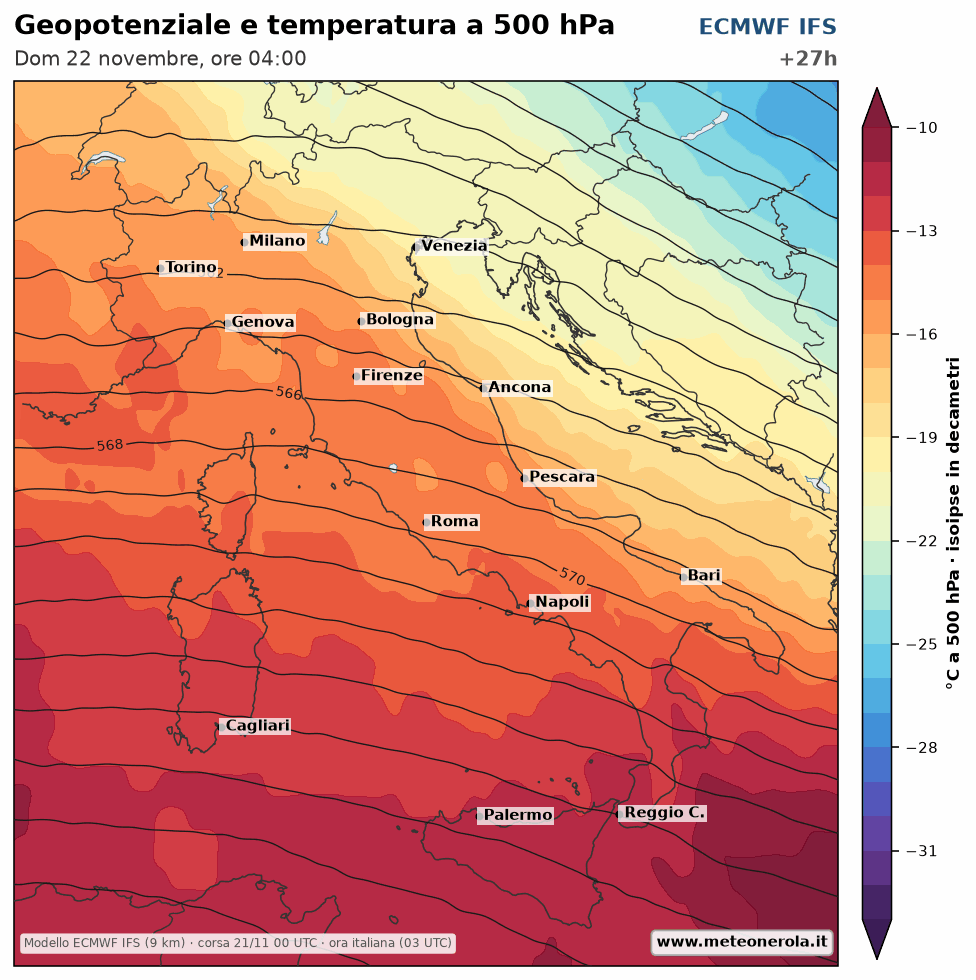 Geopotenziale e temperatura a 500 hPa
ECMWF IFS
Dom 22 novembre, ore 04:00
+27h
Milano
Venezia
Torino
Genova
Bologna
Firenze
Ancona
566
568
Pescara
Roma
570
Bari
Napoli
Cagliari
Palermo
Reggio C.
−10
−13
−16
−19
−22
−25
−28
−31
°C a 500 hPa · isoipse in decametri
Modello ECMWF IFS (9 km) · corsa 21/11 00 UTC · ora italiana (03 UTC)
www.meteonerola.it